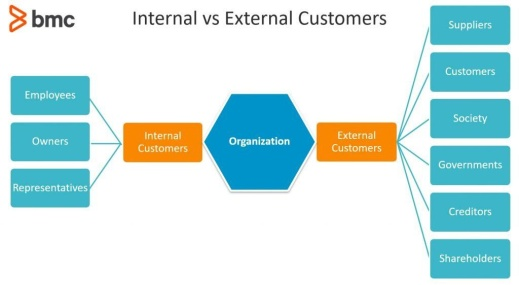 bmc
Internal vs External Customers
Suppliers
Customers
Society
Governments
Creditors
Shareholders
Employees
Owners
Representatives
Internal
Customers
Organization
External
Customers